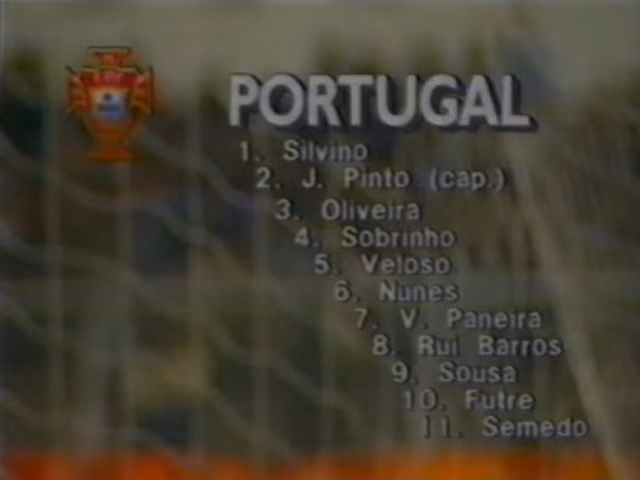 PORTUGAL
1. Silvino
2. J. Pinto (cap.)
3. Oliveira
4. Sobrinho
5. Veloso
6. Nunes
7. V. Paneira
8. Rui Barros
9. Sousa
10. Futre
11. Semedo